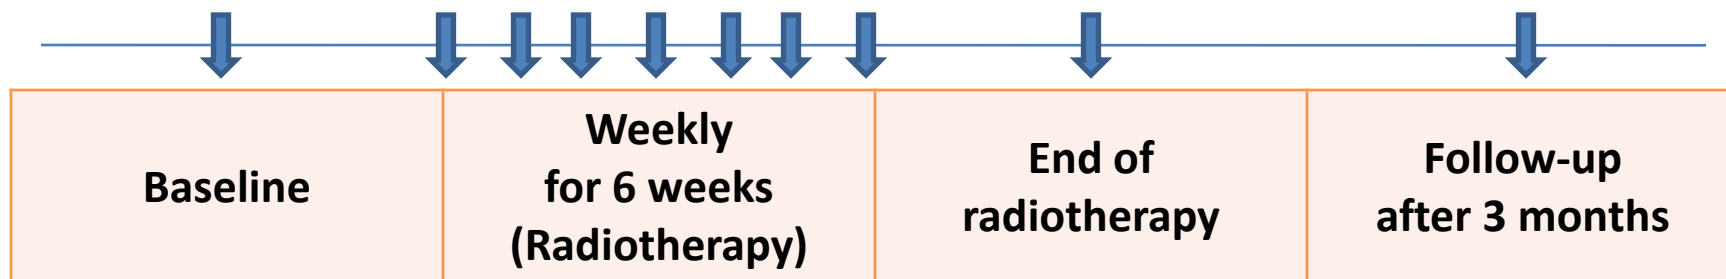 Baseline
Weekly
for 6 weeks
(Radiotherapy)
End of
radiotherapy
Follow-up
after 3 months